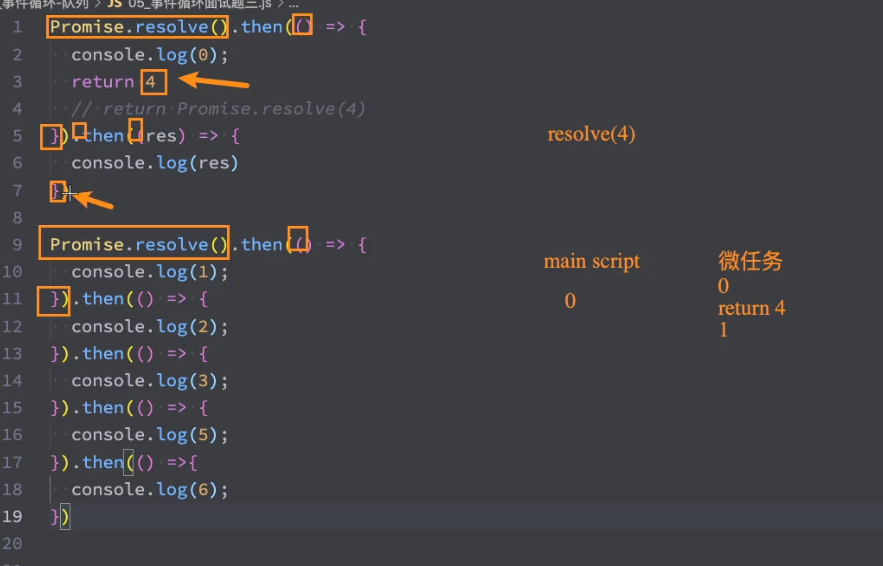 事件循环-队列 > JS 05_事件循环面试题三.js > ...
1 Promise.resolve().then(() => {
2 console.log(0);
3 return 4
4 // return Promise.resolve(4)
5 }).then((res) => {
6 console.log(res)
7 })
8
9 Promise.resolve().then(() => {
10 console.log(1);
11 }).then(() => {
12 console.log(2);
13 }).then(() => {
14 console.log(3);
15 }).then(() => {
16 console.log(5);
17 }).then(() =>{
18 console.log(6);
19 })
20
resolve(4)
main script
0
微任务
0
return 4
1